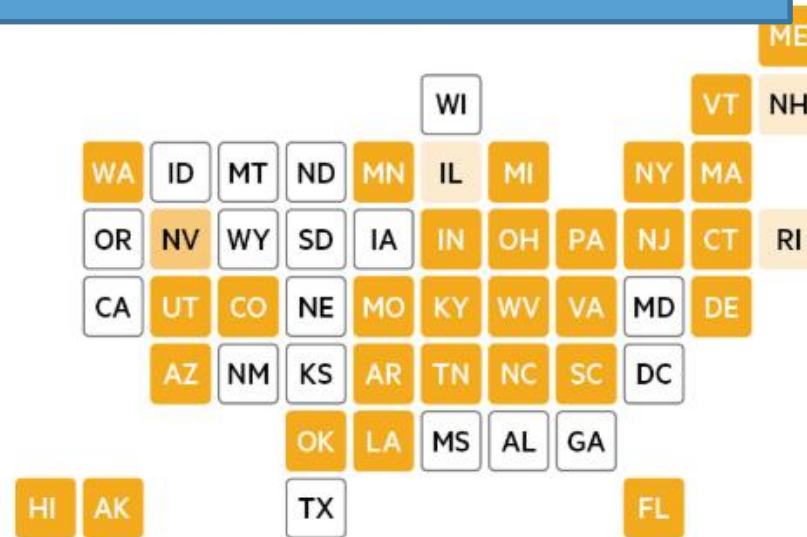 ME
WI VT NH
WA ID MT ND MN IL MI NY MA
OR NV WY SD IA IN OH PA NJ CT RI
CA UT CO NE MO KY WV VA MD DE
AZ NM KS AR TN NC SC DC
OK LA MS AL GA
HI AK TX FL